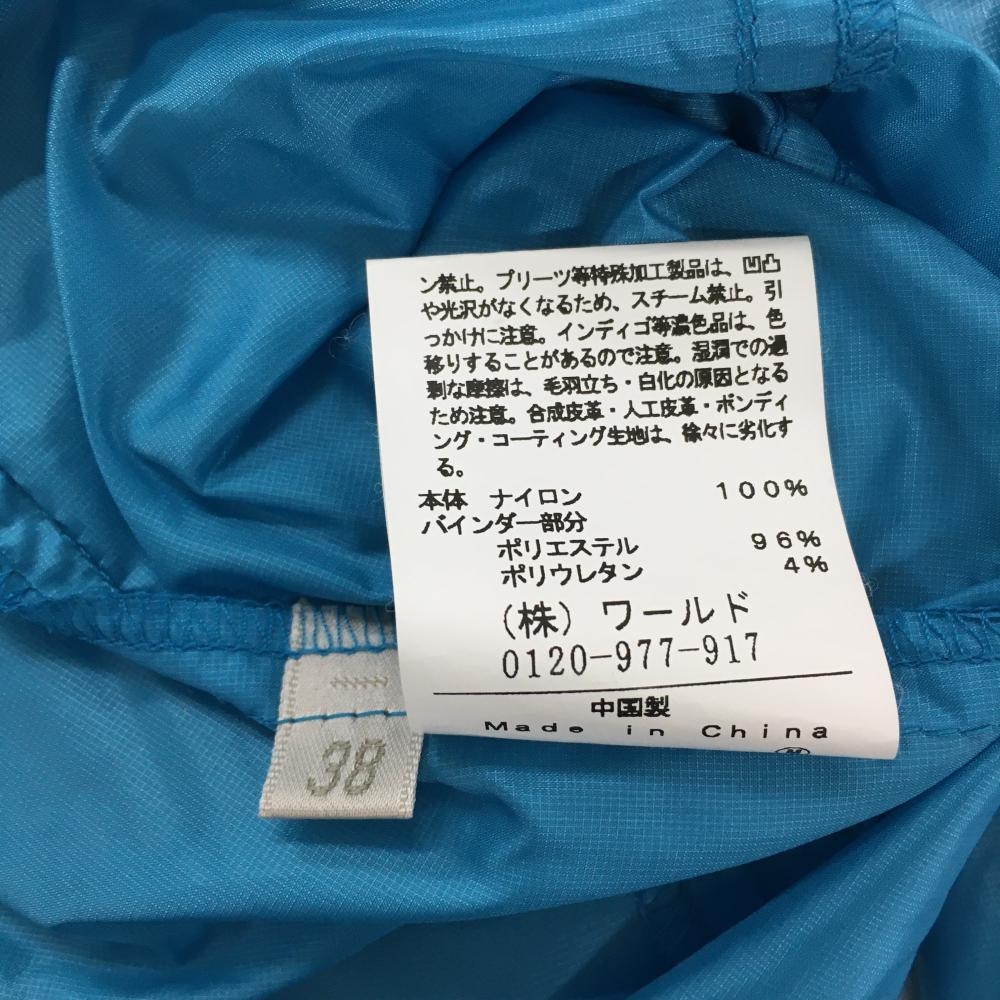 ン禁止。プリーツ等特殊加工製品は、凹凸
や光沢がなくなるため、スチーム禁止。引
っかけに注意。インディゴ等濃色品は、色
移りすることがあるので注意。湿潤での過
剰な摩擦は、毛羽立ち・白化の原因となる
ため注意。合成皮革・人工皮革・ボンディ
ング・コーティング生地は、徐々に劣化す
る。
本体 ナイロン 100%
バインダー部分
ポリエステル 96%
ポリウレタン 4%
(株) ワールド
0120-977-917
中国製
Made in China
M
38